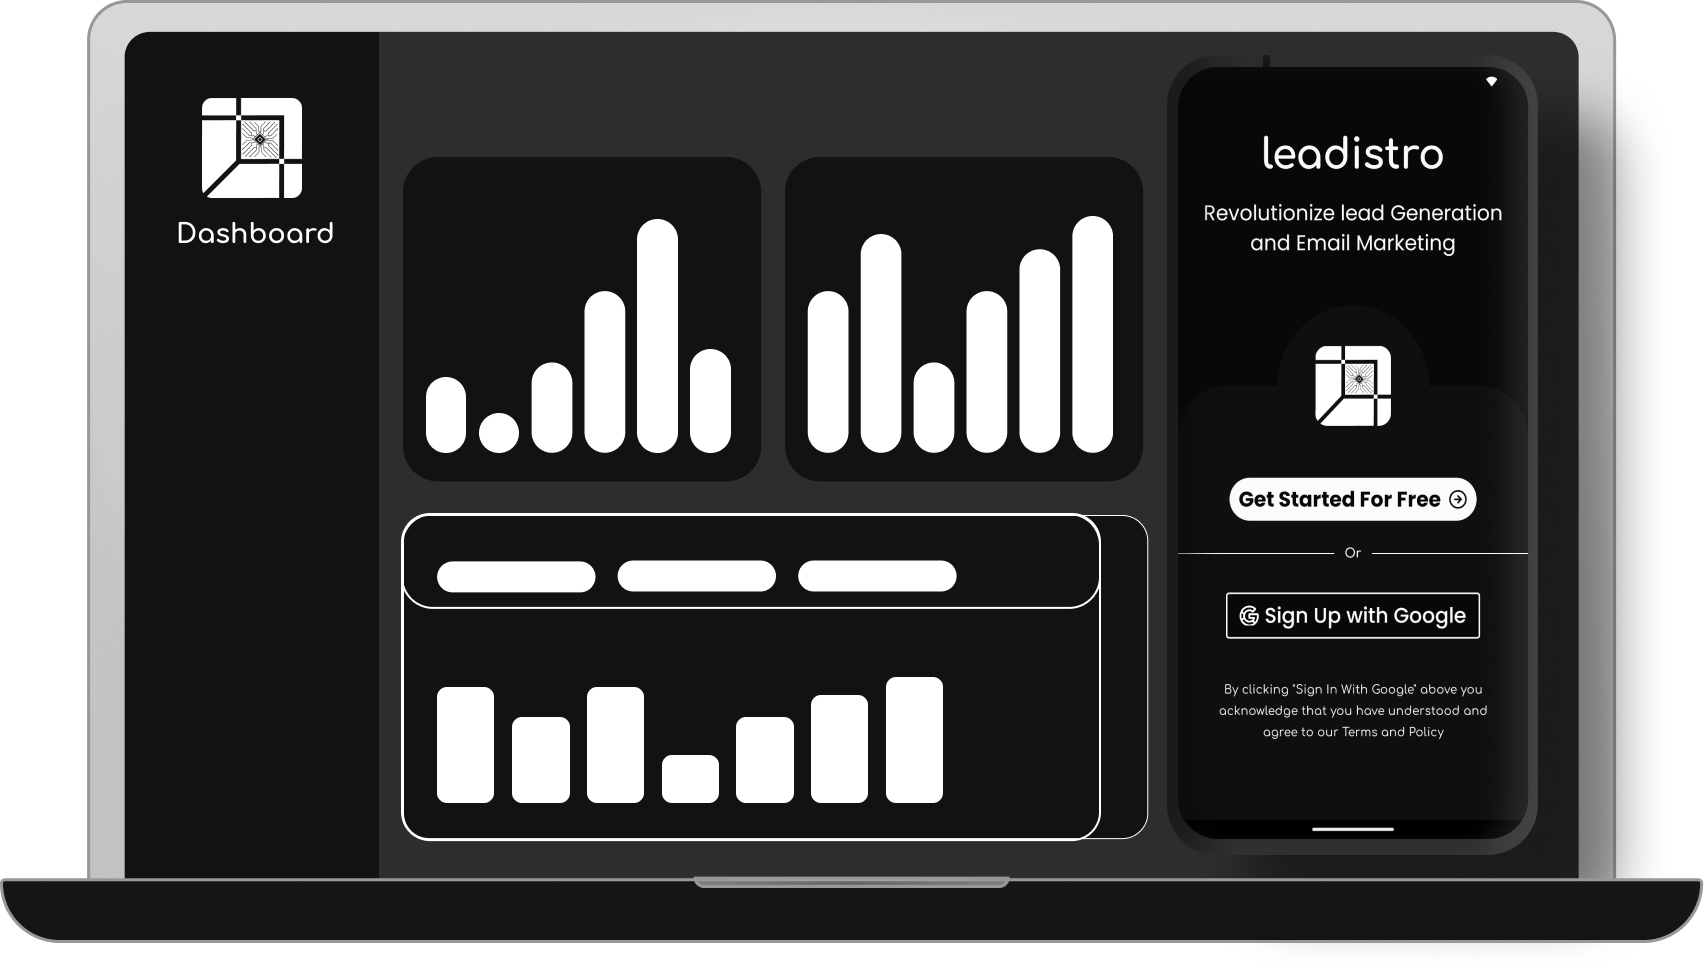 Dashboard
leadistro
Revolutionize lead Generation
and Email Marketing
Get Started For Free
Or
Sign Up with Google
By clicking "Sign In With Google" above you
acknowledge that you have understood and
agree to our Terms and Policy